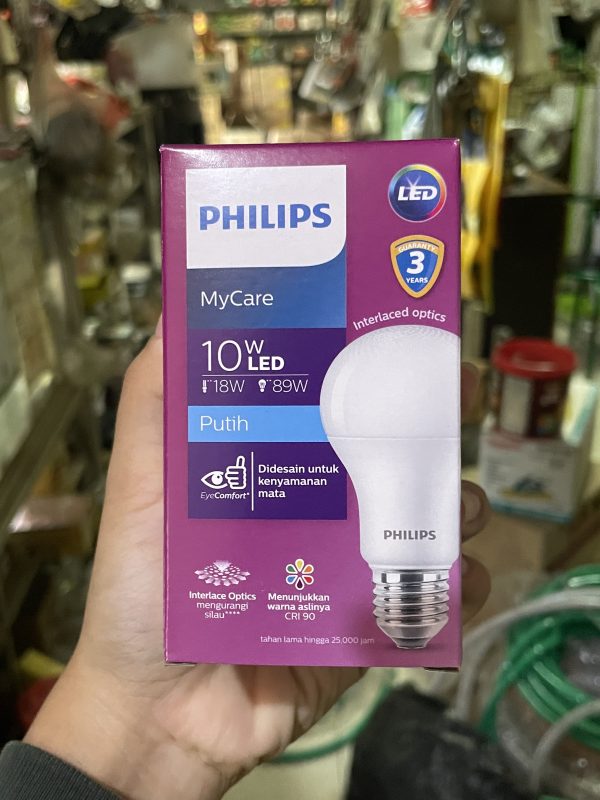 PHILIPS
LED
GUARANTY
3
YEARS
MyCare
Interlaced optics
10W
LED
18W 89W
Putih
EyeComfort*
Didesain untuk
kenyamanan
mata
PHILIPS
Interlace Optics
mengurangi
silau****
Menunjukkan
warna aslinya
CRI 90
tahan lama hingga 25,000 jam